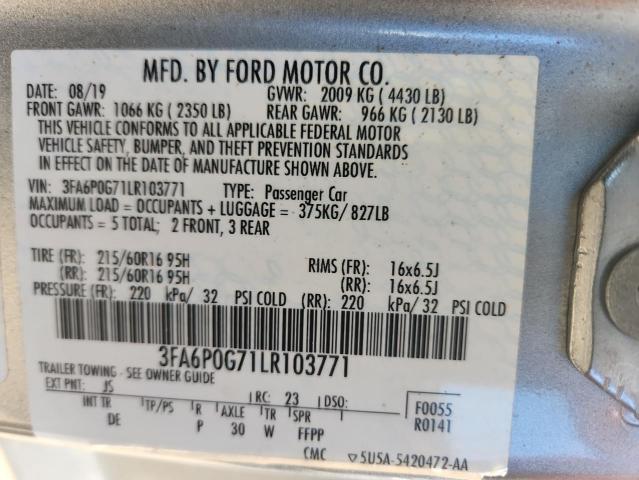 MFD. BY FORD MOTOR CO.
DATE: 08/19 GVWR: 2009 KG ( 4430 LB)
FRONT GAWR: 1066 KG ( 2350 LB) REAR GAWR: 966 KG ( 2130 LB)
THIS VEHICLE CONFORMS TO ALL APPLICABLE FEDERAL MOTOR
VEHICLE SAFETY, BUMPER, AND THEFT PREVENTION STANDARDS
IN EFFECT ON THE DATE OF MANUFACTURE SHOWN ABOVE.
VIN: 3FA6P0G71LR103771 TYPE: Passenger Car
MAXIMUM LOAD = OCCUPANTS + LUGGAGE = 375KG/ 827LB
OCCUPANTS = 5 TOTAL; 2 FRONT, 3 REAR
TIRE (FR): 215/60R16 95H RIMS (FR): 16x6.5J
(RR): 215/60R16 95H (RR): 16x6.5J
PRESSURE (FR): 220 kPa/ 32 PSI COLD (RR): 220 kPa/ 32 PSI COLD
3FA6P0G71LR103771
TRAILER TOWING - SEE OWNER GUIDE
EXT PNT: JS RC: 23 DSO: F0055
INT TR TP/PS R AXLE TR SPR R0141
DE P 30 W FFPP
CMC ▽5U5A-5420472-AA